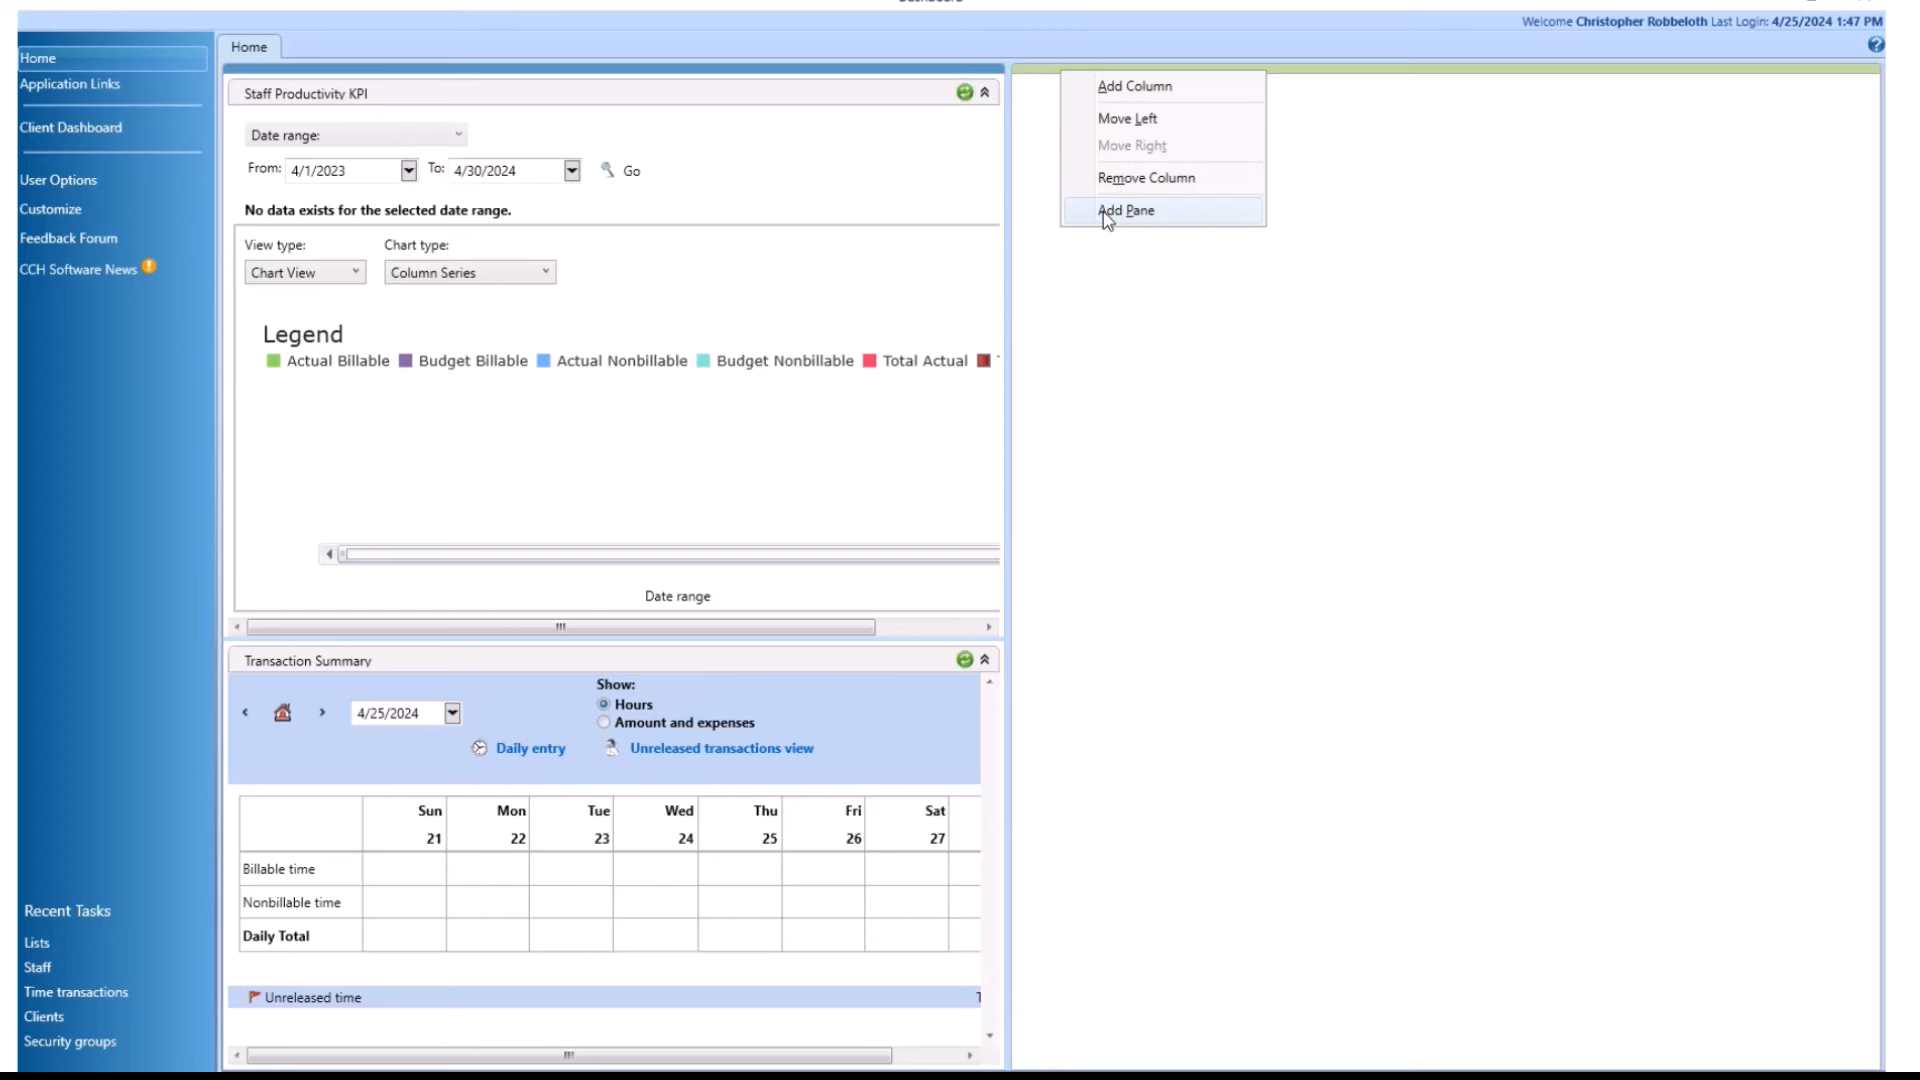 Dashboard
Welcome Christopher Robbeloth Last Login: 4/25/2024 1:47 PM
Home
Application Links
Client Dashboard
User Options
Customize
Feedback Forum
CCH Software News
Recent Tasks
Lists
Staff
Time transactions
Clients
Security groups
Home
Staff Productivity KPI
Date range:
From: 4/1/2023 To: 4/30/2024 Go
No data exists for the selected date range.
View type: Chart type:
Chart View Column Series
Legend
Actual Billable Budget Billable Actual Nonbillable Budget Nonbillable Total Actual
Date range
Transaction Summary
Show:
Hours
4/25/2024
Amount and expenses
Daily entry Unreleased transactions view
Sun Mon Tue Wed Thu Fri Sat
21 22 23 24 25 26 27
Billable time
Nonbillable time
Daily Total
Unreleased time
Add Column
Move Left
Move Right
Remove Column
Add Pane